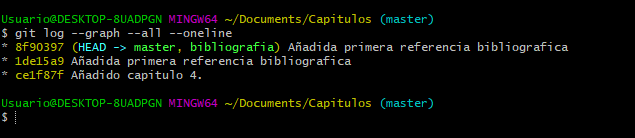 Usuario@DESKTOP-8UADPGN MINGW64 ~/Documents/Capitulos (master)
$ git log --graph --all --oneline
* 8f90397 (HEAD -> master, bibliografia) Añadida primera referencia bibliografica
* 1de15a9 Añadida primera referencia bibliografica
* ce1f87f Añadido capitulo 4.
Usuario@DESKTOP-8UADPGN MINGW64 ~/Documents/Capitulos (master)
$